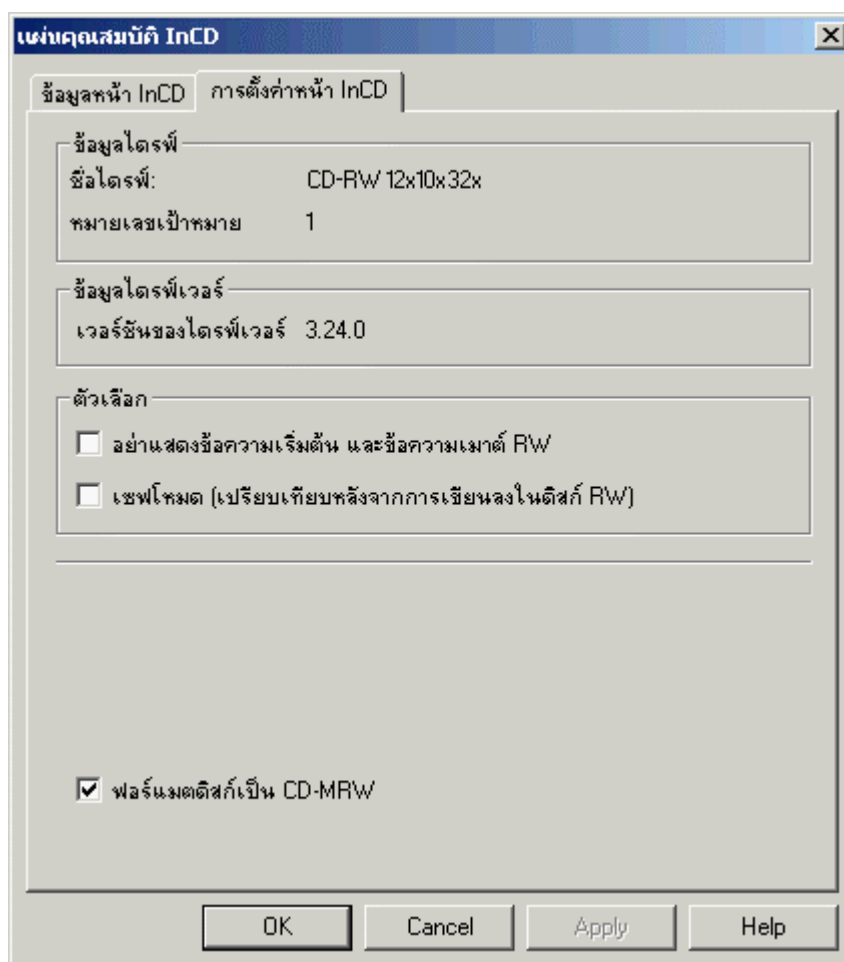 แผ่นคุณสมบัติ InCD
ข้อมูลหน้า InCD
การตั้งค่าหน้า InCD
ข้อมูลไดรฟ์
ชื่อไดรฟ์: CD-RW 12x10x32x
หมายเลขเป้าหมาย 1
ข้อมูลไดรฟ์เวอร์
เวอร์ชันของไดรฟ์เวอร์ 3.24.0
ตัวเลือก
อย่าแสดงข้อความเริ่มต้น และข้อความเมาต์ RW
เซฟโหมด (เปรียบเทียบหลังจากการเขียนลงในดิสก์ RW)
ฟอร์แมตดิสก์เป็น CD-MRW
OK
Cancel
Apply
Help